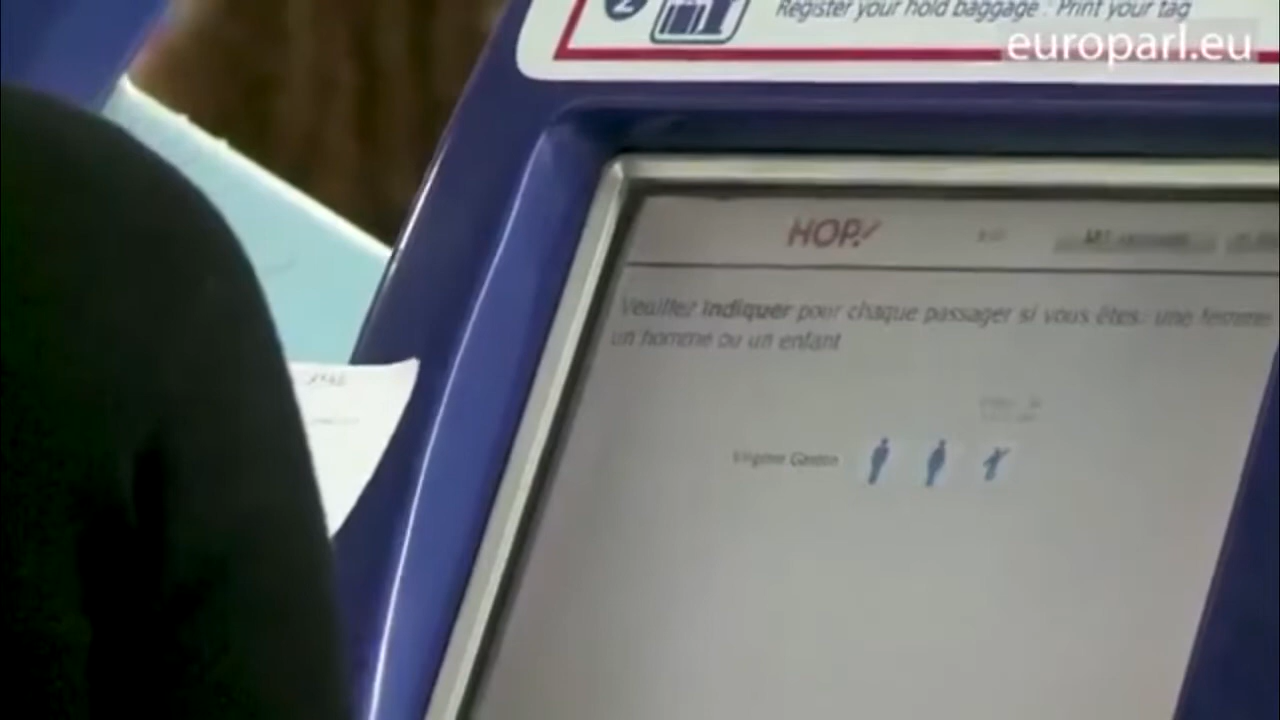 2
Register your hold baggage. Print your tag
europarl.eu
HOP!
Veuillez indiquer pour chaque passager si vous êtes: une femme
un homme ou un enfant